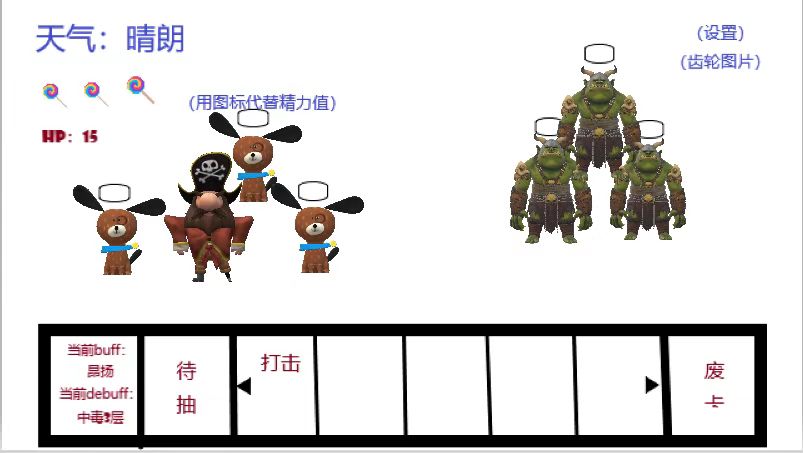 天气：晴朗
(设置)
(齿轮图片)
(用图标代替精力值)
HP：15
当前buff:
昂扬
当前debuff:
中毒3层
待
抽
打击
废
卡